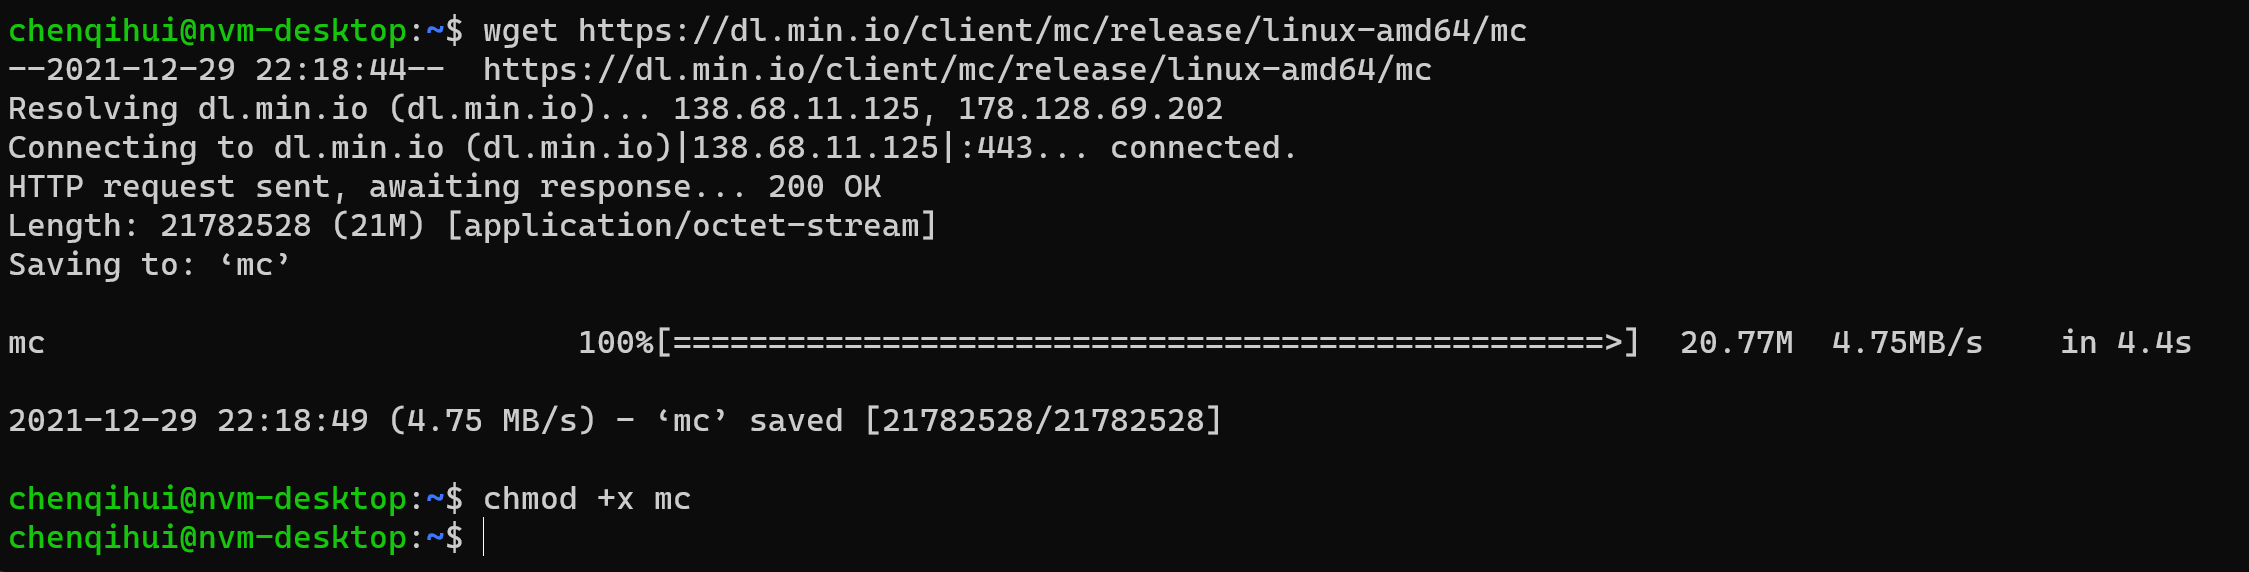 chenqihui@nvm-desktop:~$ wget https://dl.min.io/client/mc/release/linux-amd64/mc
--2021-12-29 22:18:44--  https://dl.min.io/client/mc/release/linux-amd64/mc
Resolving dl.min.io (dl.min.io)... 138.68.11.125, 178.128.69.202
Connecting to dl.min.io (dl.min.io)|138.68.11.125|:443... connected.
HTTP request sent, awaiting response... 200 OK
Length: 21782528 (21M) [application/octet-stream]
Saving to: ‘mc’
mc                            100%[=================================================>]  20.77M  4.75MB/s    in 4.4s
2021-12-29 22:18:49 (4.75 MB/s) - ‘mc’ saved [21782528/21782528]
chenqihui@nvm-desktop:~$ chmod +x mc
chenqihui@nvm-desktop:~$